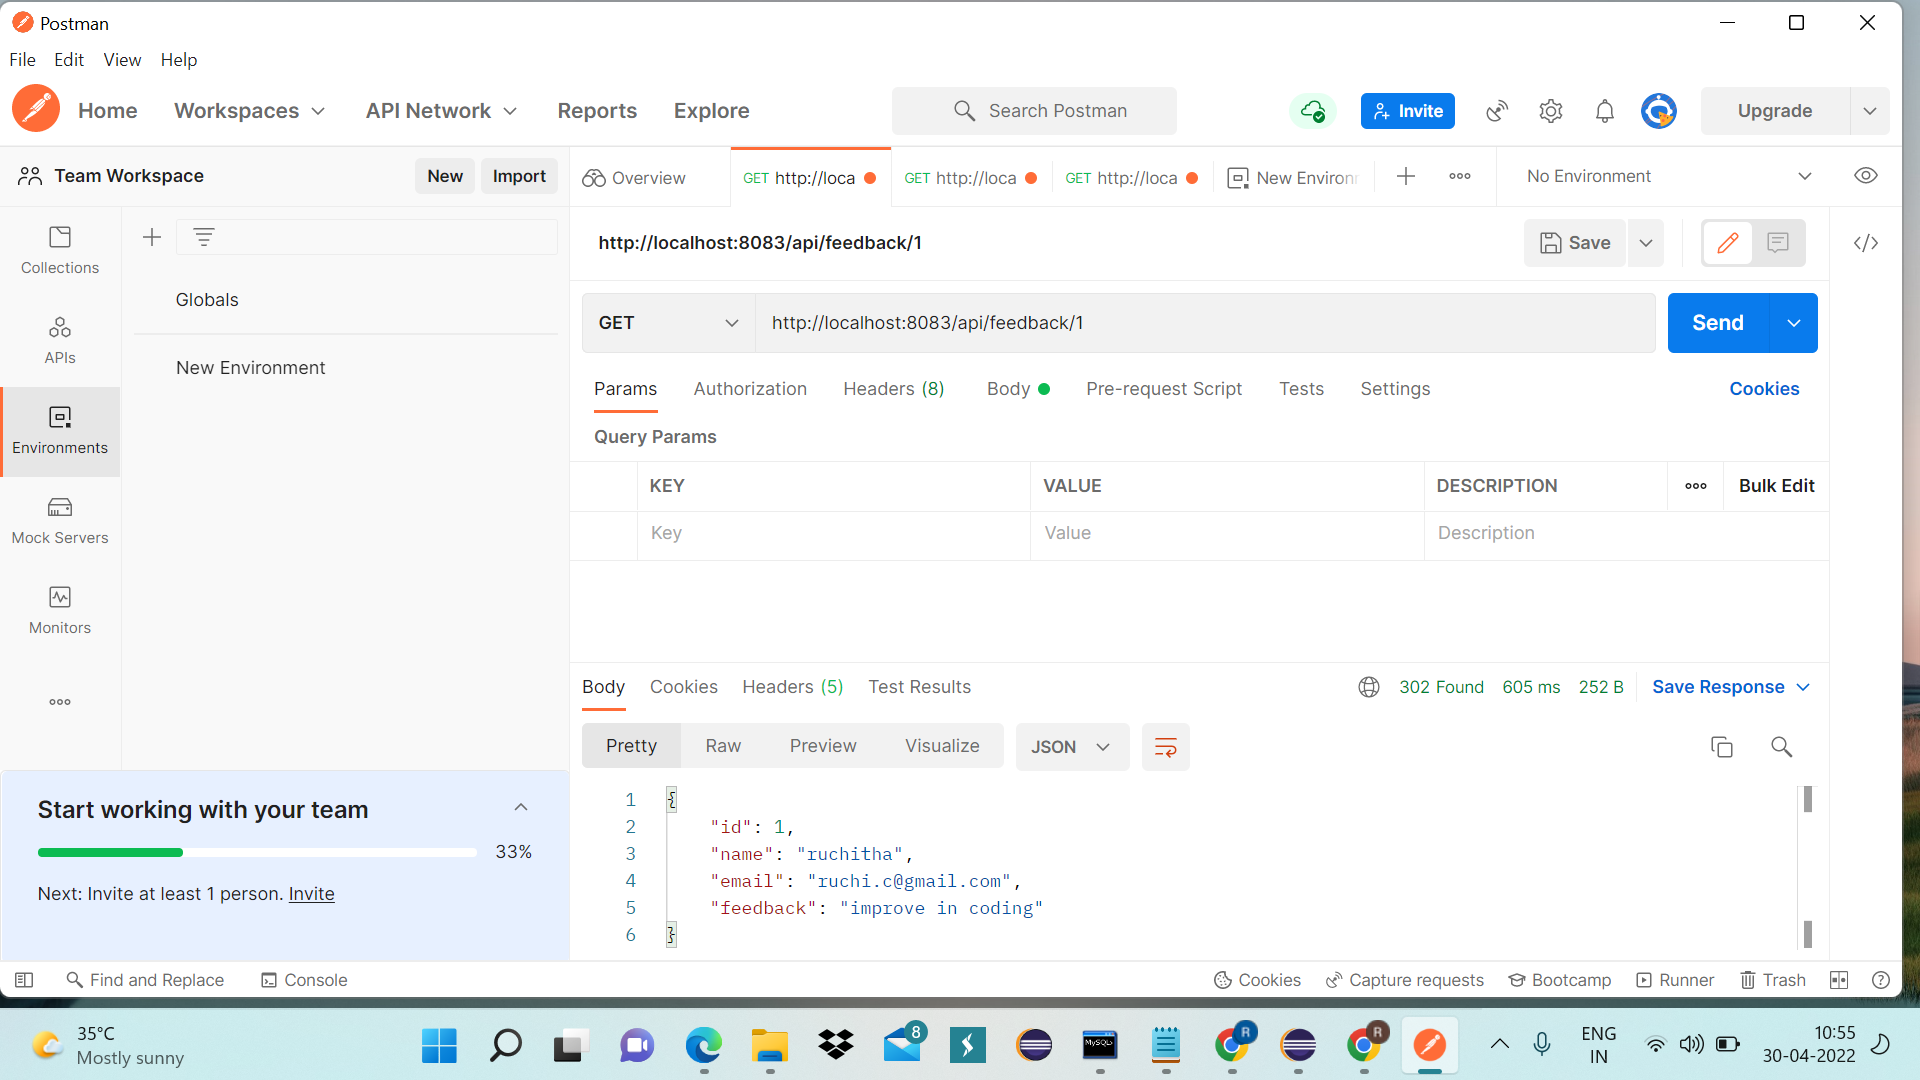 Postman
File Edit View Help
Home Workspaces API Network Reports Explore Search Postman Invite Upgrade
Team Workspace New Import Overview GET http://loca GET http://loca GET http://loca New Environ No Environment
http://localhost:8083/api/feedback/1 Save
Collections
Globals
GET http://localhost:8083/api/feedback/1 Send
APIs
New Environment
Params Authorization Headers (8) Body Pre-request Script Tests Settings Cookies
Environments
Query Params
KEY VALUE DESCRIPTION Bulk Edit
Key Value Description
Mock Servers
Monitors
Body Cookies Headers (5) Test Results 302 Found 605 ms 252 B Save Response
Pretty Raw Preview Visualize JSON
1 {
2 "id": 1,
3 "name": "ruchitha",
4 "email": "ruchi.c@gmail.com",
5 "feedback": "improve in coding"
6 }
Start working with your team
33%
Next: Invite at least 1 person. Invite
Find and Replace Console Cookies Capture requests Bootcamp Runner Trash
35°C
Mostly sunny
8
MySQL
R
R
ENG
IN
10:55
30-04-2022